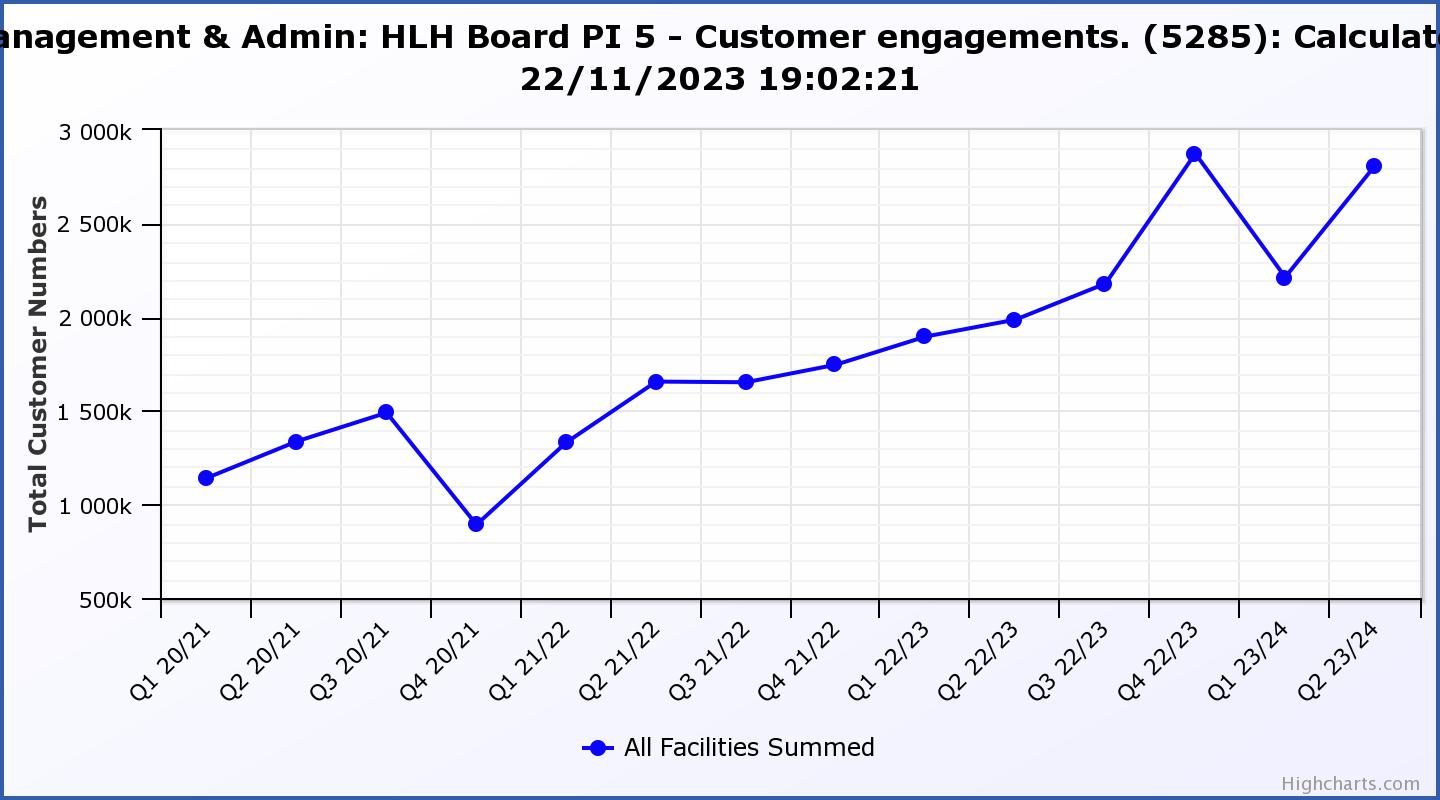 anagement & Admin: HLH Board PI 5 – Customer engagements. (5285): Calculat
22/11/2023 19:02:21
Total Customer Numbers
3 000k
2 500k
2 000k
1 500k
1 000k
500k
Q1 20/21
Q2 20/21
Q3 20/21
Q4 20/21
Q1 21/22
Q2 21/22
Q3 21/22
Q4 21/22
Q1 22/23
Q2 22/23
Q3 22/23
Q4 22/23
Q1 23/24
Q2 23/24
All Facilities Summed
Highcharts.com